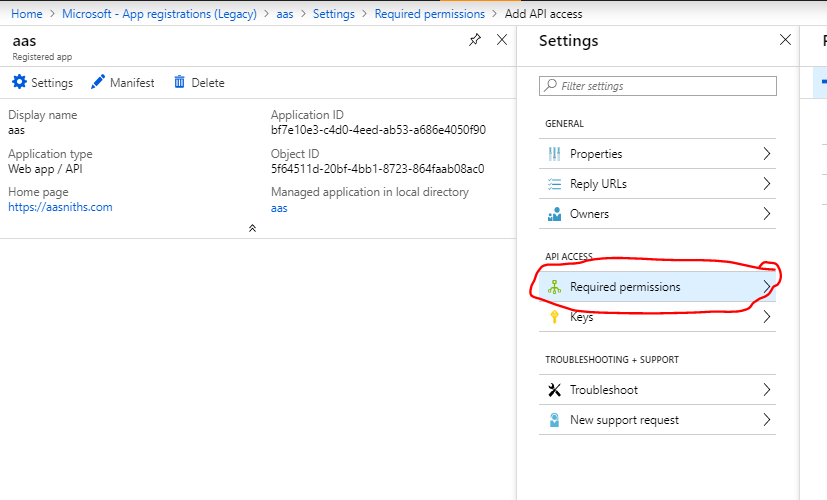 Home > Microsoft - App registrations (Legacy) > aas > Settings > Required permissions > Add API access
aas
Registered app
Settings Manifest Delete
Display name
aas
Application ID
bf7e10e3-c4d0-4eed-ab53-a686e4050f90
Application type
Web app / API
Object ID
5f64511d-20bf-4bb1-8723-864faab08ac0
Home page
https://aasniths.com
Managed application in local directory
aas
Settings
Filter settings
GENERAL
Properties
Reply URLs
Owners
API ACCESS
Required permissions
Keys
TROUBLESHOOTING + SUPPORT
Troubleshoot
New support request